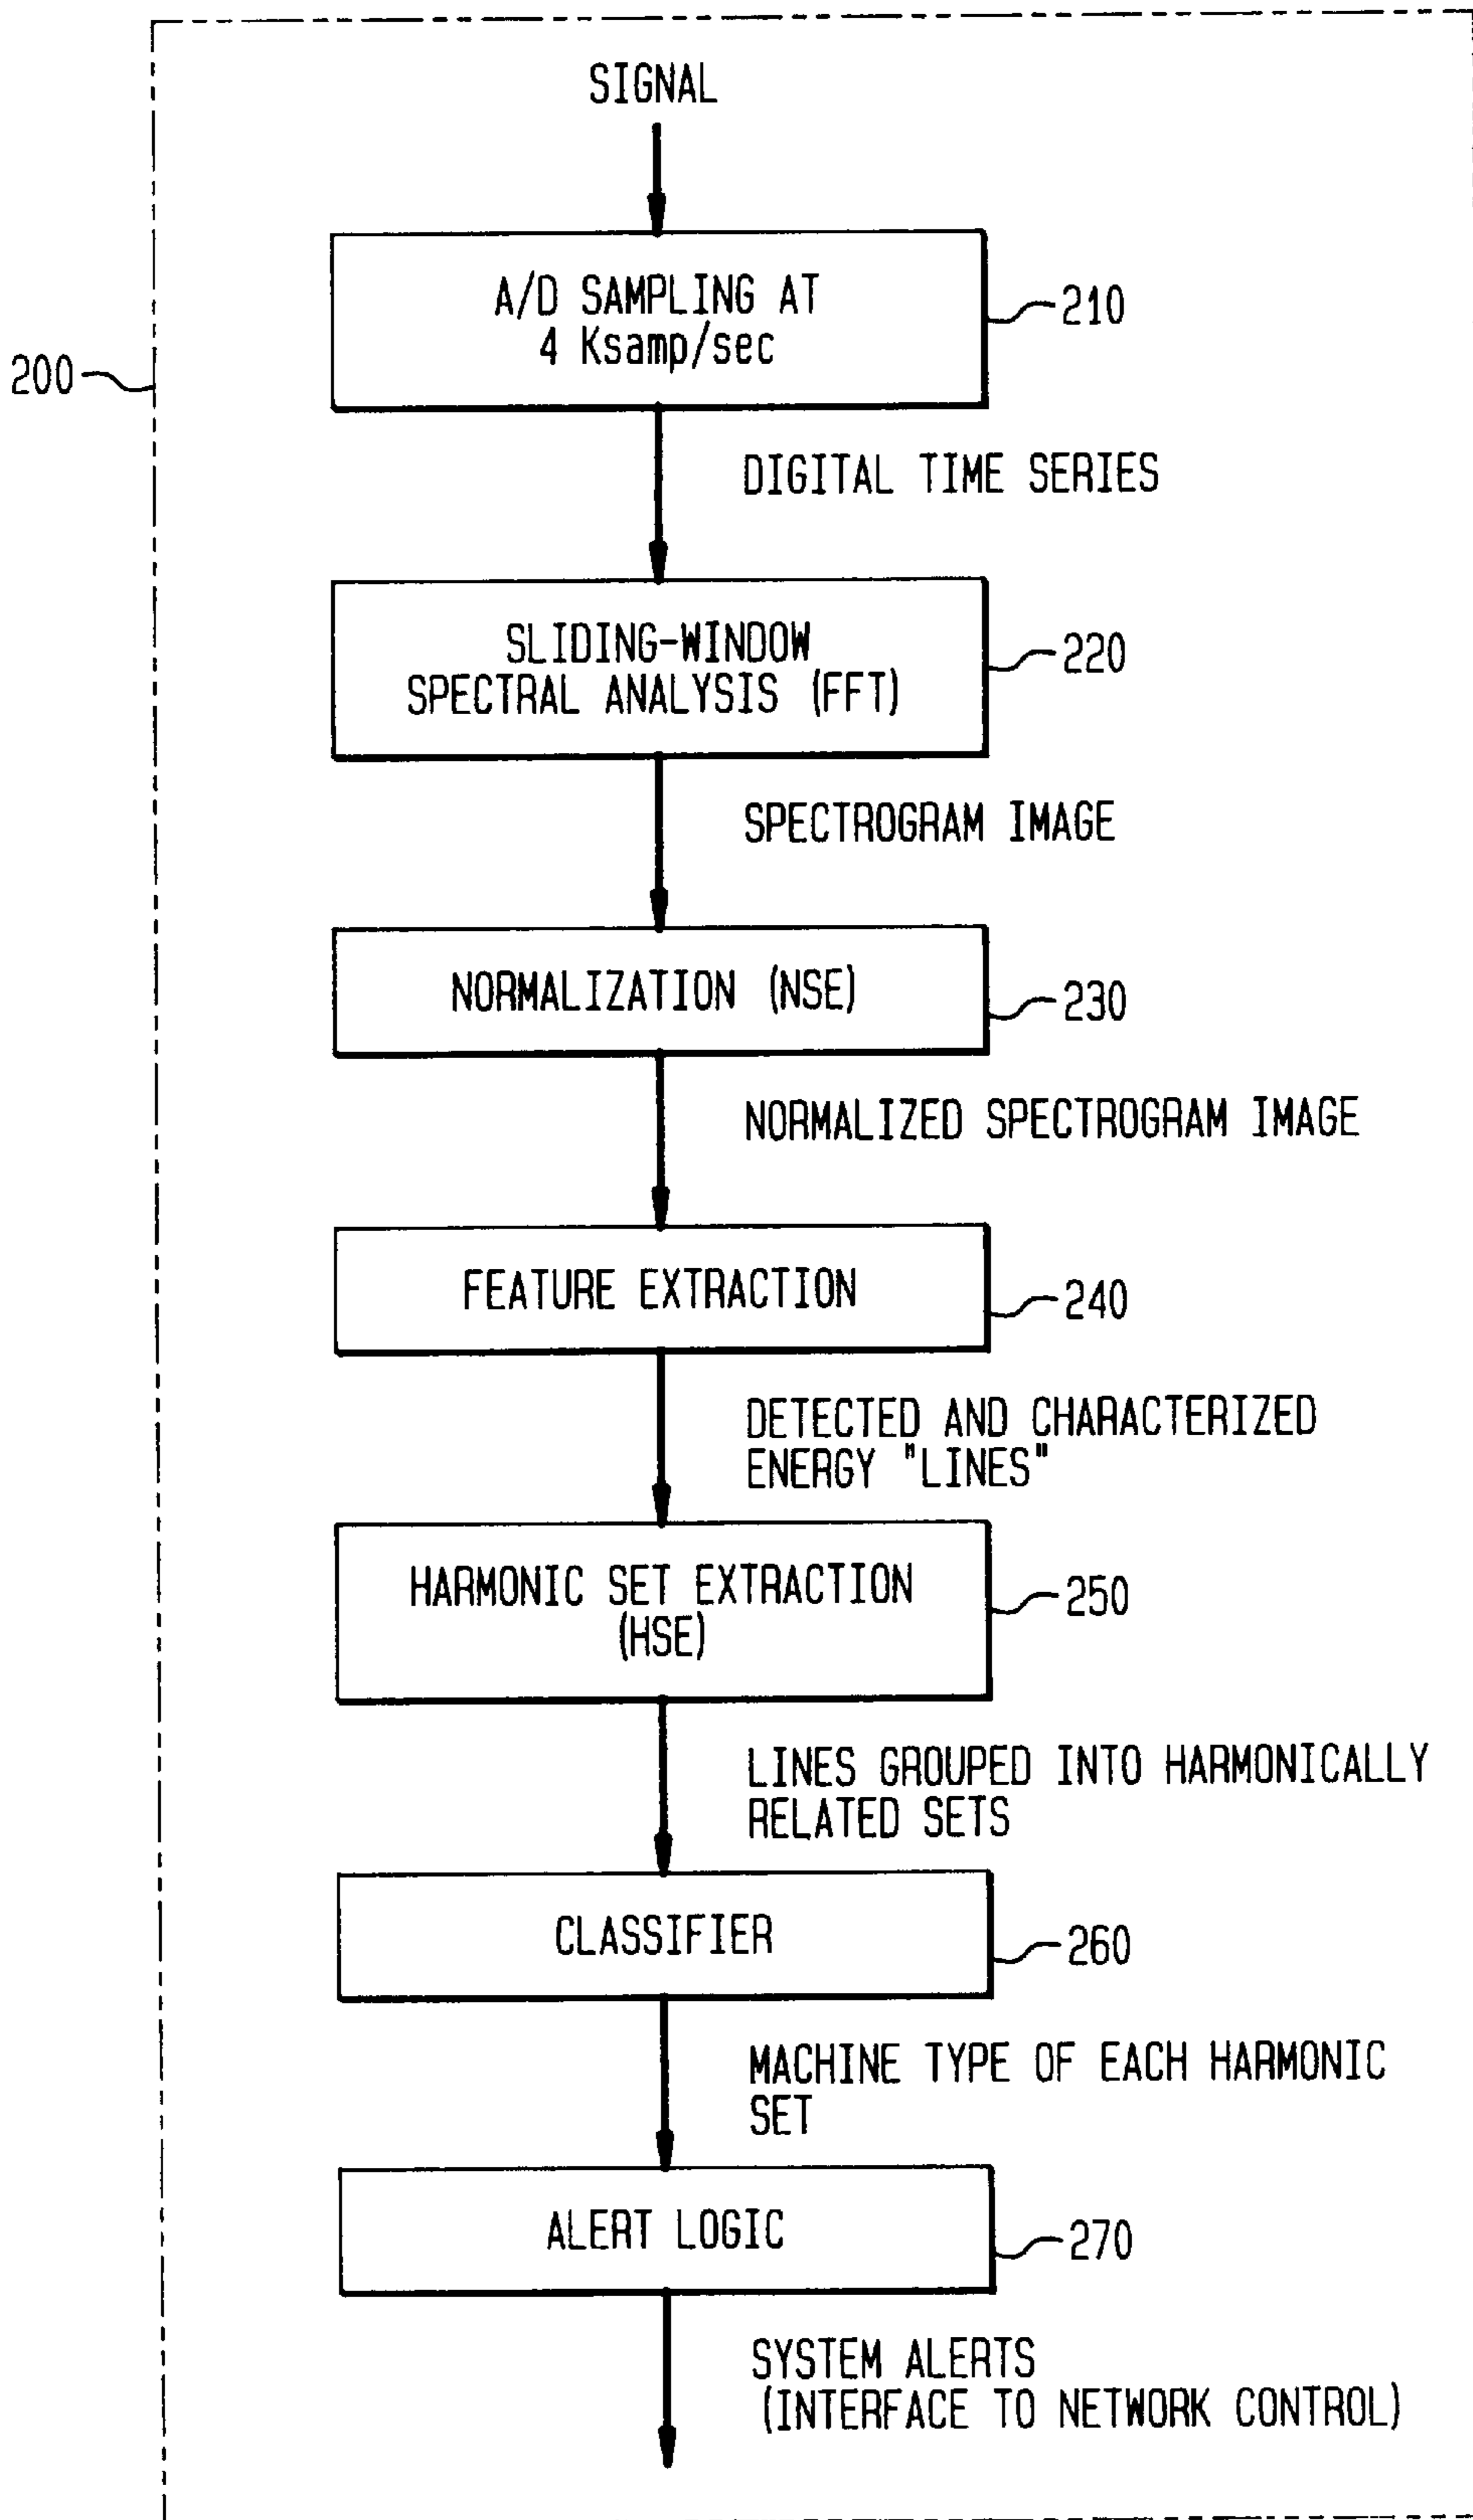 SIGNAL
A/D SAMPLING AT
4 Ksamp/sec
210
200
DIGITAL TIME SERIES
SLIDING-WINDOW
SPECTRAL ANALYSIS (FFT)
220
SPECTROGRAM IMAGE
NORMALIZATION (NSE)
230
NORMALIZED SPECTROGRAM IMAGE
FEATURE EXTRACTION
240
DETECTED AND CHARACTERIZED
ENERGY "LINES"
HARMONIC SET EXTRACTION
(HSE)
250
LINES GROUPED INTO HARMONICALLY
RELATED SETS
CLASSIFIER
260
MACHINE TYPE OF EACH HARMONIC
SET
ALERT LOGIC
270
SYSTEM ALERTS
(INTERFACE TO NETWORK CONTROL)